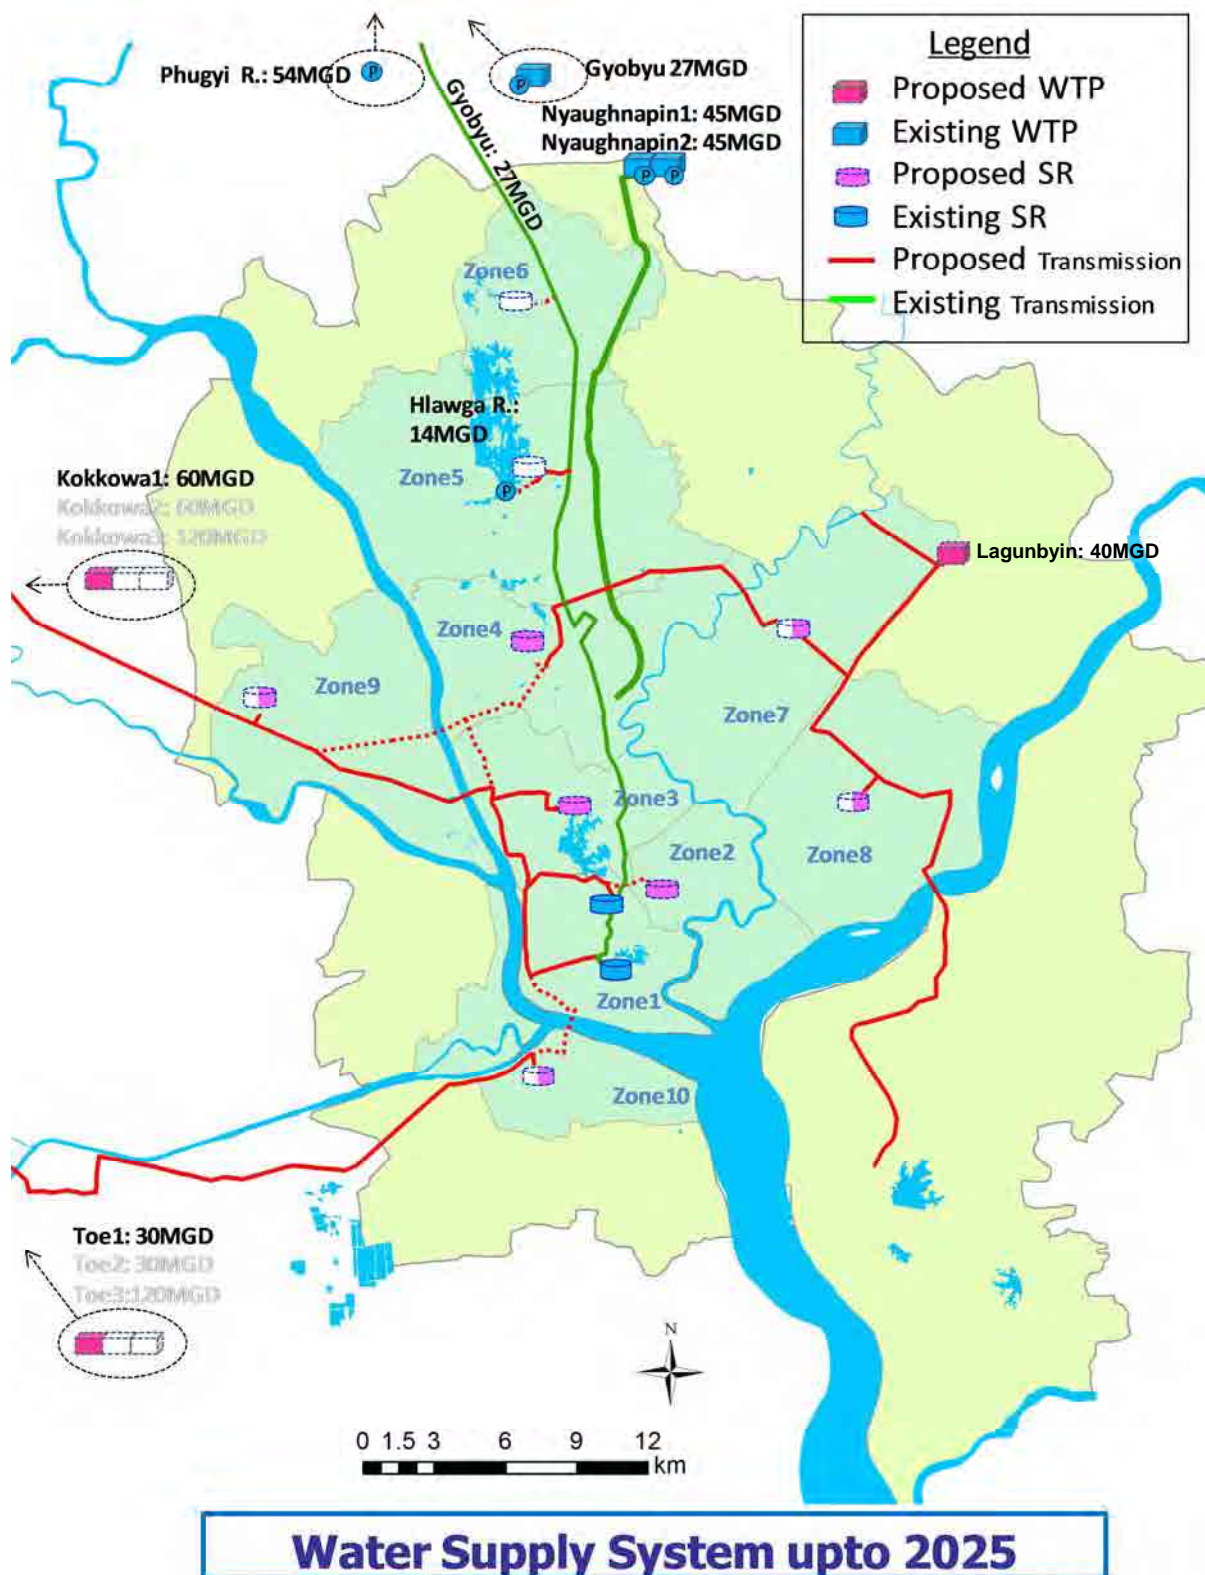 Legend
Proposed WTP
Existing WTP
Proposed SR
Existing SR
Proposed Transmission
Existing Transmission
Phugyi R.: 54MGD
P
P
Gyobyu 27MGD
Gyobyu: 27MGD
Nyaughnapin1: 45MGD
Nyaughnapin2: 45MGD
P
P
Zone6
Hlawga R.:
14MGD
Zone5
P
Kokkowa1: 60MGD
Kokkowa2: 60MGD
Kokkowa3: 120MGD
Lagunbyin: 40MGD
Zone4
Zone9
Zone7
Zone3
Zone2
Zone8
Zone1
Zone10
Toe1: 30MGD
Toe2: 30MGD
Toe3:120MGD
N
0 1.5 3 6 9 12
km
Water Supply System upto 2025